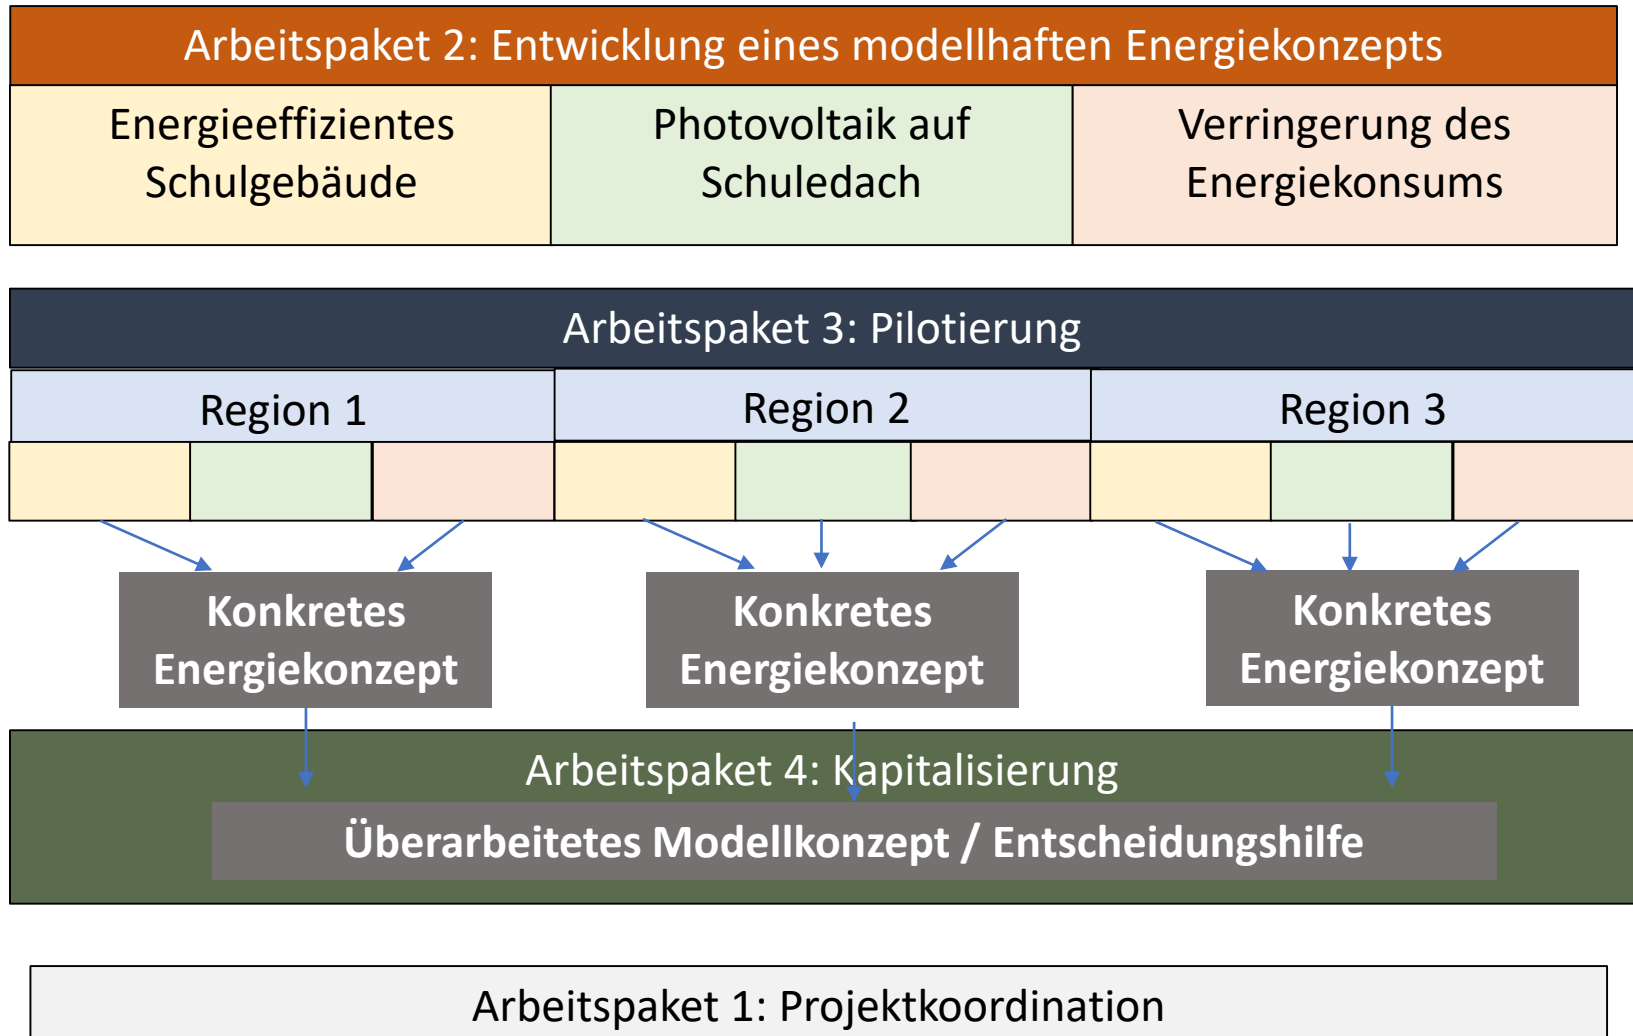 Arbeitspaket 2: Entwicklung eines modellhaften Energiekonzepts
Energieeffizientes
Schulgebäude
Photovoltaik auf
Schuledach
Verringerung des
Energiekonsums
Arbeitspaket 3: Pilotierung
Region 1
Region 2
Region 3
Konkretes
Energiekonzept
Konkretes
Energiekonzept
Konkretes
Energiekonzept
Arbeitspaket 4: Kapitalisierung
Überarbeitetes Modellkonzept / Entscheidungshilfe
Arbeitspaket 1: Projektkoordination